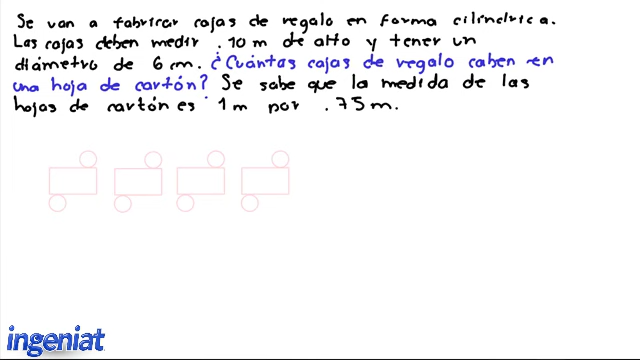 Se van a fabricar cajas de regalo en forma cilíndrica.
Las cajas deben medir .10 m de alto y tener un
diámetro de 6 cm. ¿Cuántas cajas de regalo caben en
una hoja de cartón? Se sabe que la medida de las
hojas de cartón es 1 m por .75 m.
ingeniat